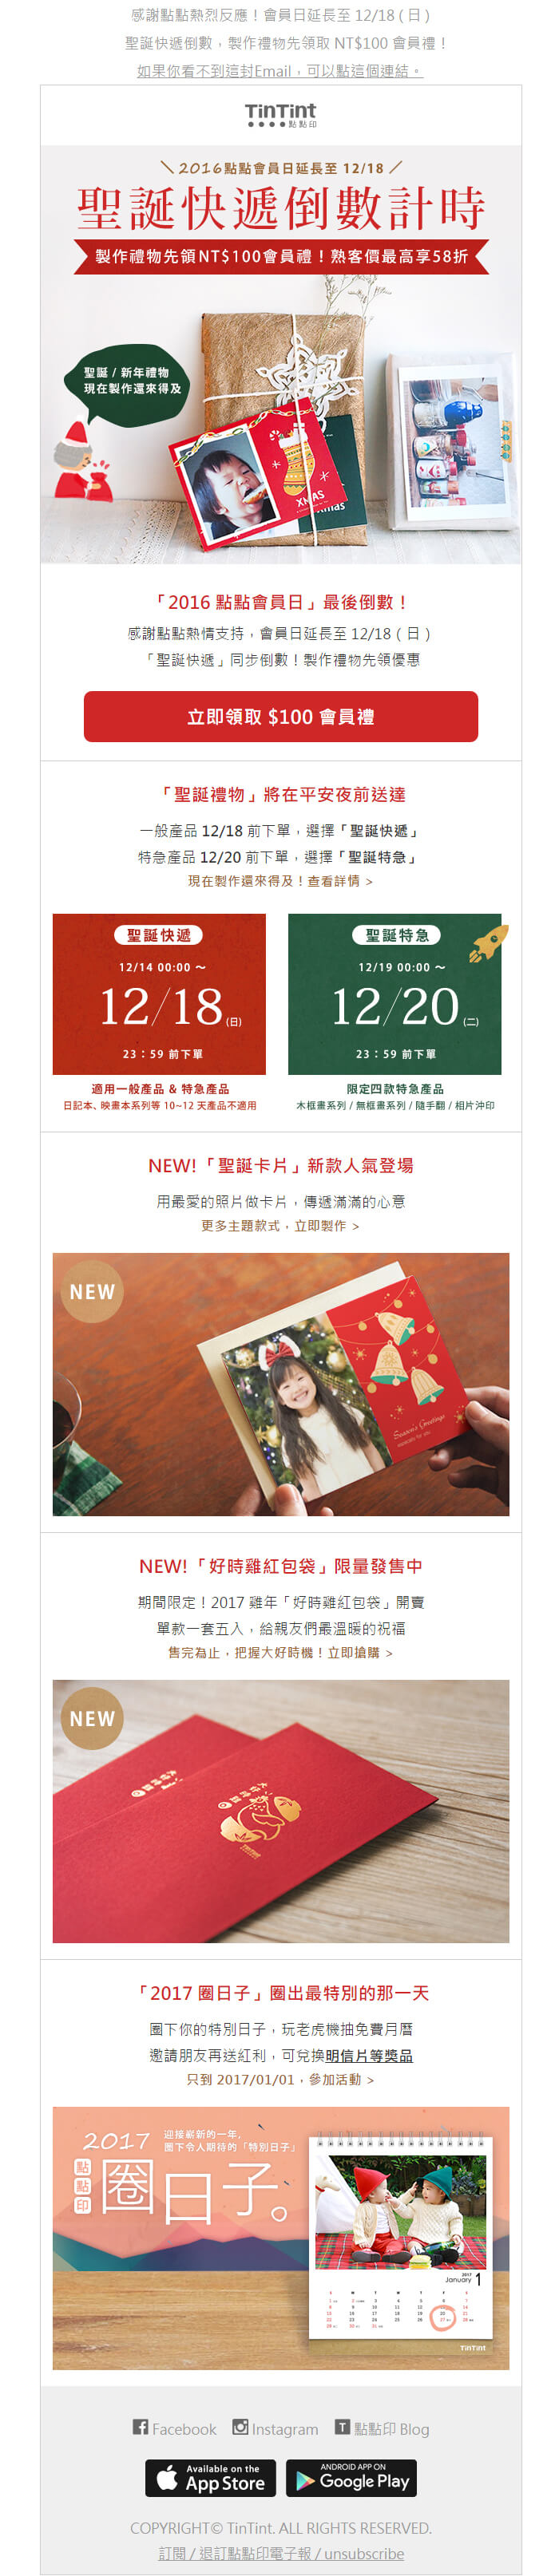 感謝點點熱烈反應！會員日延長至 12/18 ( 日 )
聖誕快遞倒數，製作禮物先領取 NT$100 會員禮！
如果你看不到這封Email，可以點這個連結。
TinTint
點點印
2016點點會員日延長至 12/18
聖誕快遞倒數計時
製作禮物先領NT$100會員禮！熟客價最高享58折
聖誕 / 新年禮物
現在製作還來得及
XMAS
xmas
「2016 點點會員日」最後倒數！
感謝點點熱情支持，會員日延長至 12/18 ( 日 )
「聖誕快遞」同步倒數！製作禮物先領優惠
立即領取 $100 會員禮
「聖誕禮物」將在平安夜前送達
一般產品 12/18 前下單，選擇「聖誕快遞」
特急產品 12/20 前下單，選擇「聖誕特急」
現在製作還來得及！查看詳情 >
聖誕快遞
12/14 00:00 ～
12/18 (日)
23：59 前下單
適用一般產品 & 特急產品
日記本、映畫本系列等 10~12 天產品不適用
聖誕特急
12/19 00:00 ～
12/20 (二)
23：59 前下單
限定四款特急產品
木框畫系列 / 無框畫系列 / 隨手翻 / 相片沖印
NEW!「聖誕卡片」新款人氣登場
用最愛的照片做卡片，傳遞滿滿的心意
更多主題款式，立即製作 >
NEW
Season's Greetings
NEW!「好時雞紅包袋」限量發售中
期間限定！2017 雞年「好時雞紅包袋」開賣
單款一套五入，給親友們最溫暖的祝福
售完為止，把握大好時機！立即搶購 >
NEW
「2017 圈日子」圈出最特別的那一天
圈下你的特別日子，玩老虎機抽免費月曆
邀請朋友再送紅利，可兌換明信片等獎品
只到 2017/01/01，參加活動 >
2017
迎接嶄新的一年，
圈下令人期待的「特別日子」
點點印
圈日子。
2017
January 1
TinTint
Facebook
Instagram
點點印 Blog
Available on the
App Store
ANDROID APP ON
Google Play
COPYRIGHT© TinTint. ALL RIGHTS RESERVED.
訂閱 / 退訂點點印電子報 / unsubscribe